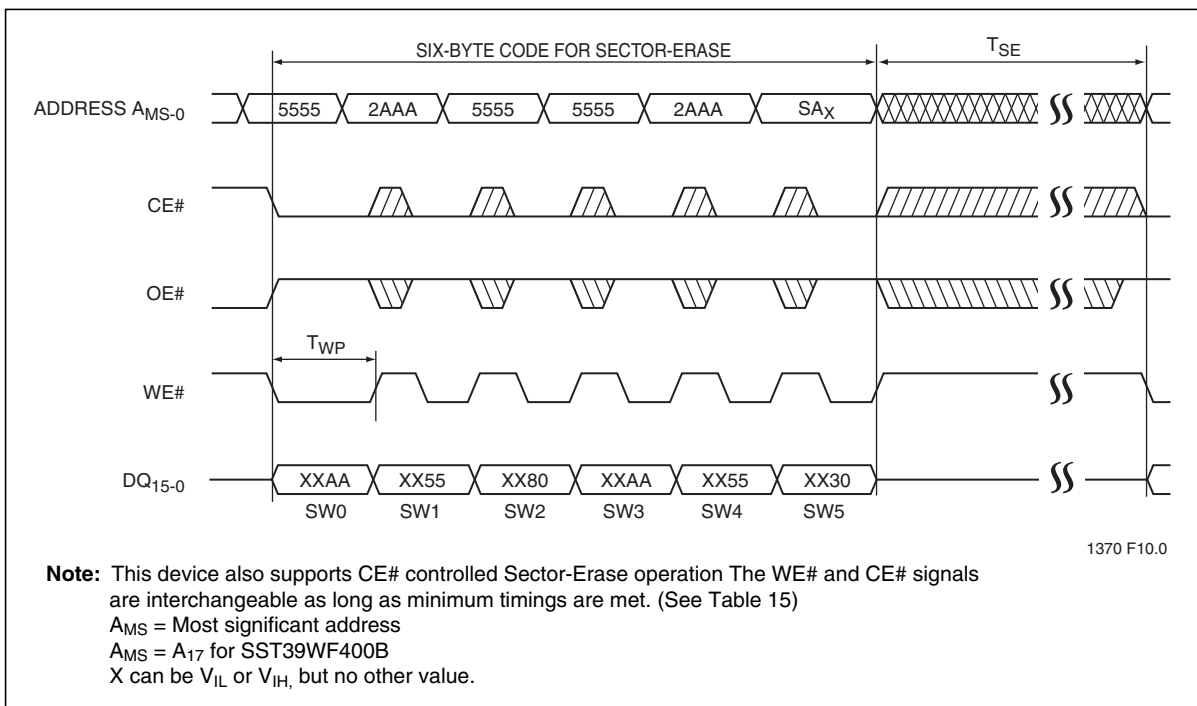 SIX-BYTE CODE FOR SECTOR-ERASE TSE
ADDRESS AMS-0 5555 2AAA 5555 5555 2AAA SAX
CE#
OE#
TWP
WE#
DQ15-0 XXAA XX55 XX80 XXAA XX55 XX30
SW0 SW1 SW2 SW3 SW4 SW5
1370 F10.0
Note: This device also supports CE# controlled Sector-Erase operation The WE# and CE# signals
are interchangeable as long as minimum timings are met. (See Table 15)
AMS = Most significant address
AMS = A17 for SST39WF400B
X can be VIL or VIH, but no other value.